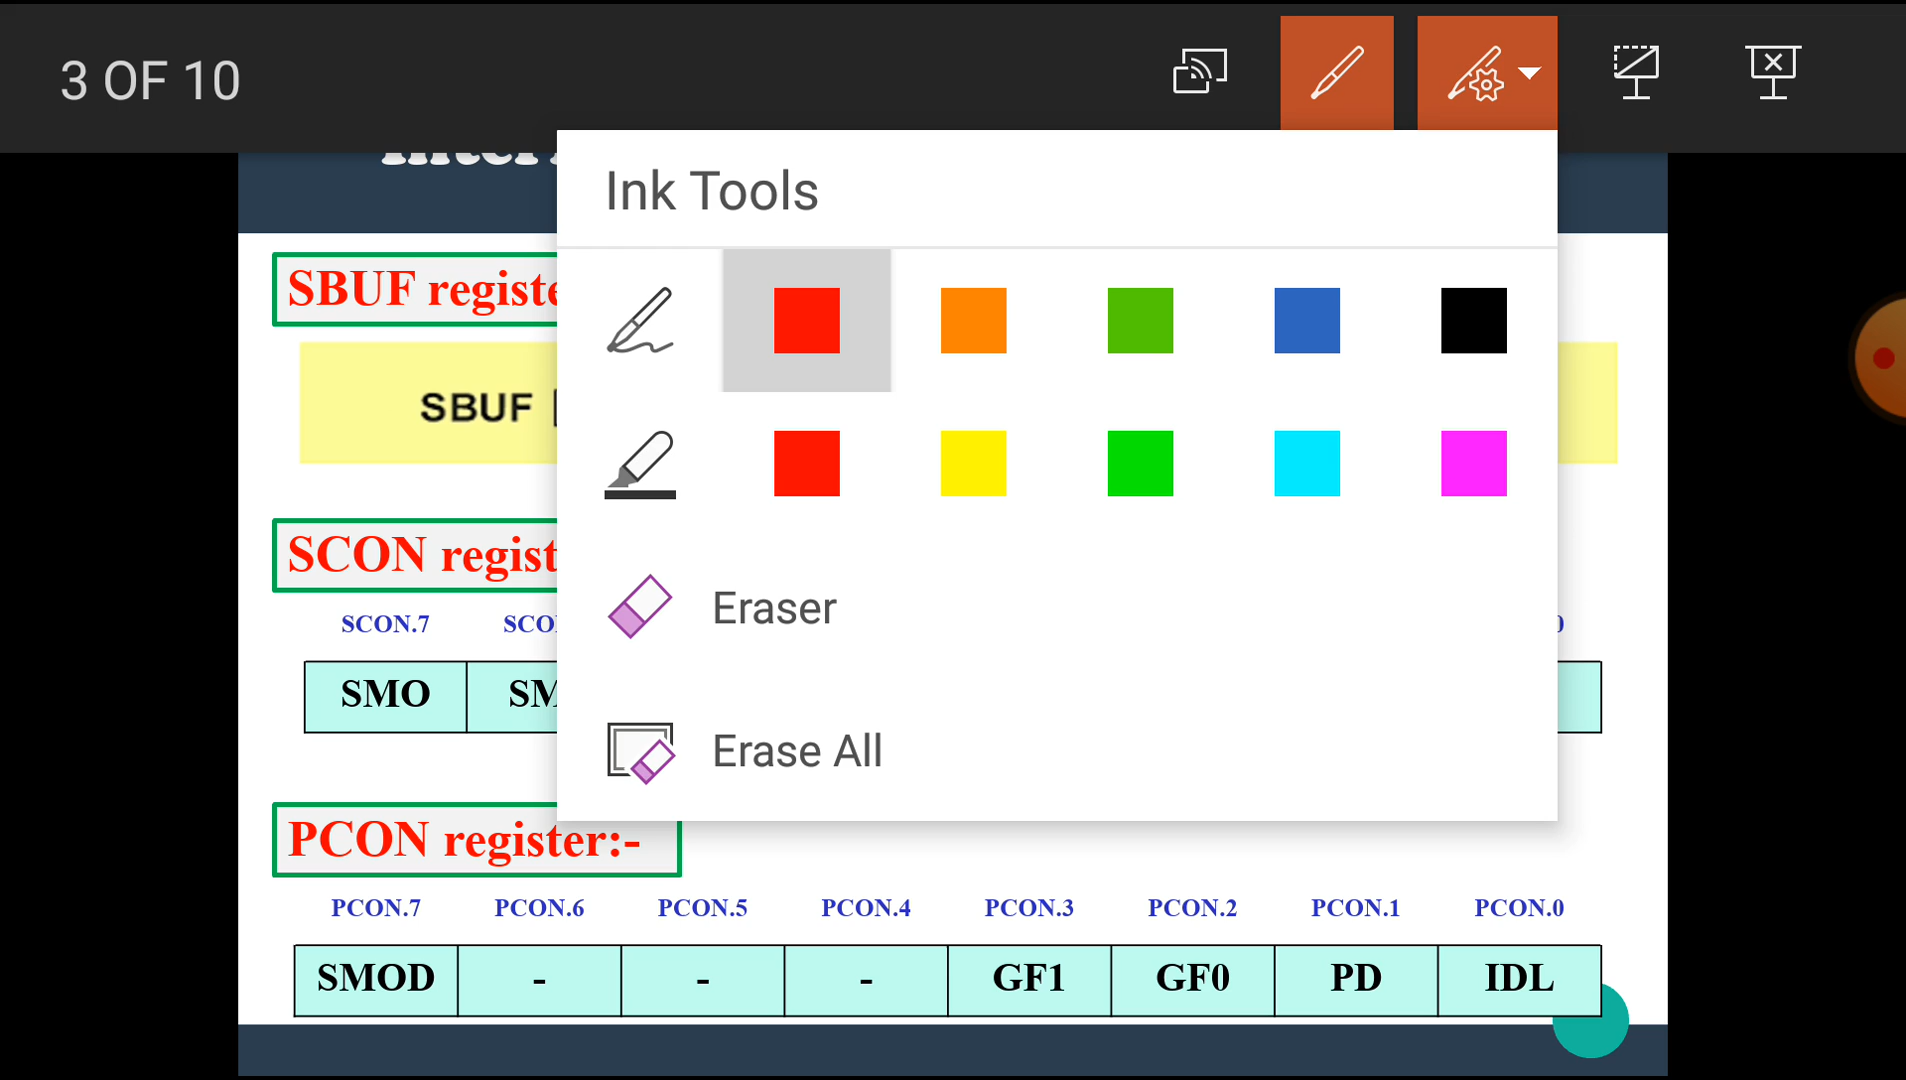 3 OF 10
Ink Tools
SBUF registe
SBUF
SCON regist
SCON.7
SMO SM
Eraser
Erase All
PCON register:-
PCON.7 PCON.6 PCON.5 PCON.4 PCON.3 PCON.2 PCON.1 PCON.0
SMOD - - - GF1 GF0 PD IDL